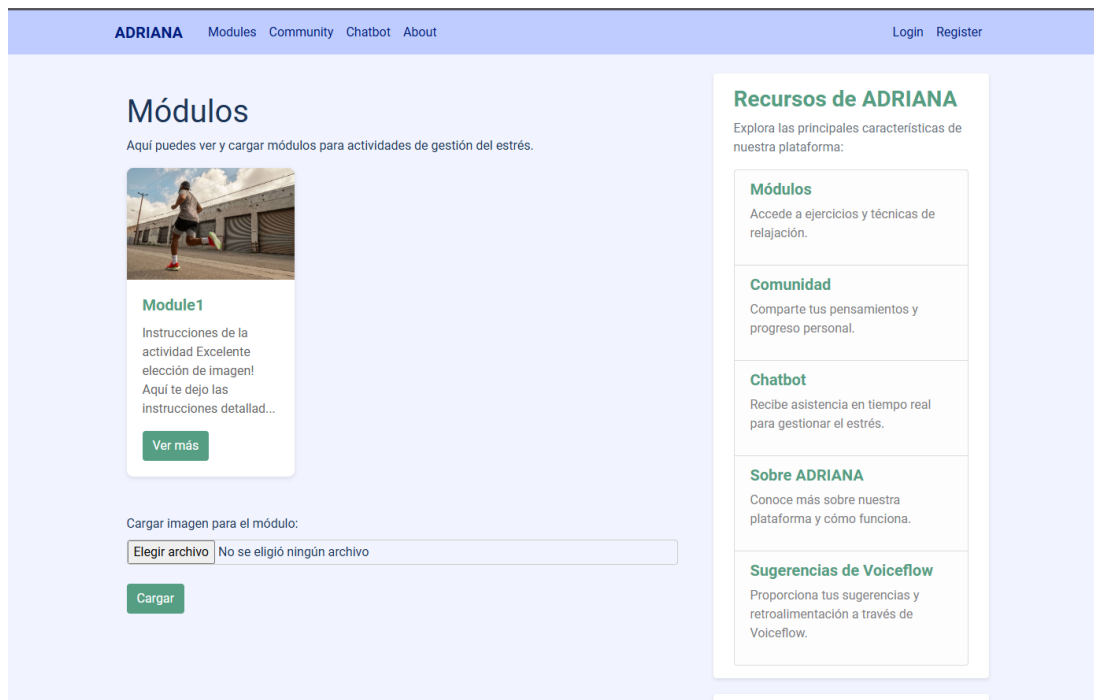 ADRIANA Modules Community Chatbot About Login Register
Módulos
Aquí puedes ver y cargar módulos para actividades de gestión del estrés.
Module1
Instrucciones de la
actividad Excelente
elección de imagen!
Aquí te dejo las
instrucciones detallad...
Ver más
Cargar imagen para el módulo:
Elegir archivo No se eligió ningún archivo
Cargar
Recursos de ADRIANA
Explora las principales características de
nuestra plataforma:
Módulos
Accede a ejercicios y técnicas de
relajación.
Comunidad
Comparte tus pensamientos y
progreso personal.
Chatbot
Recibe asistencia en tiempo real
para gestionar el estrés.
Sobre ADRIANA
Conoce más sobre nuestra
plataforma y cómo funciona.
Sugerencias de Voiceflow
Proporciona tus sugerencias y
retroalimentación a través de
Voiceflow.